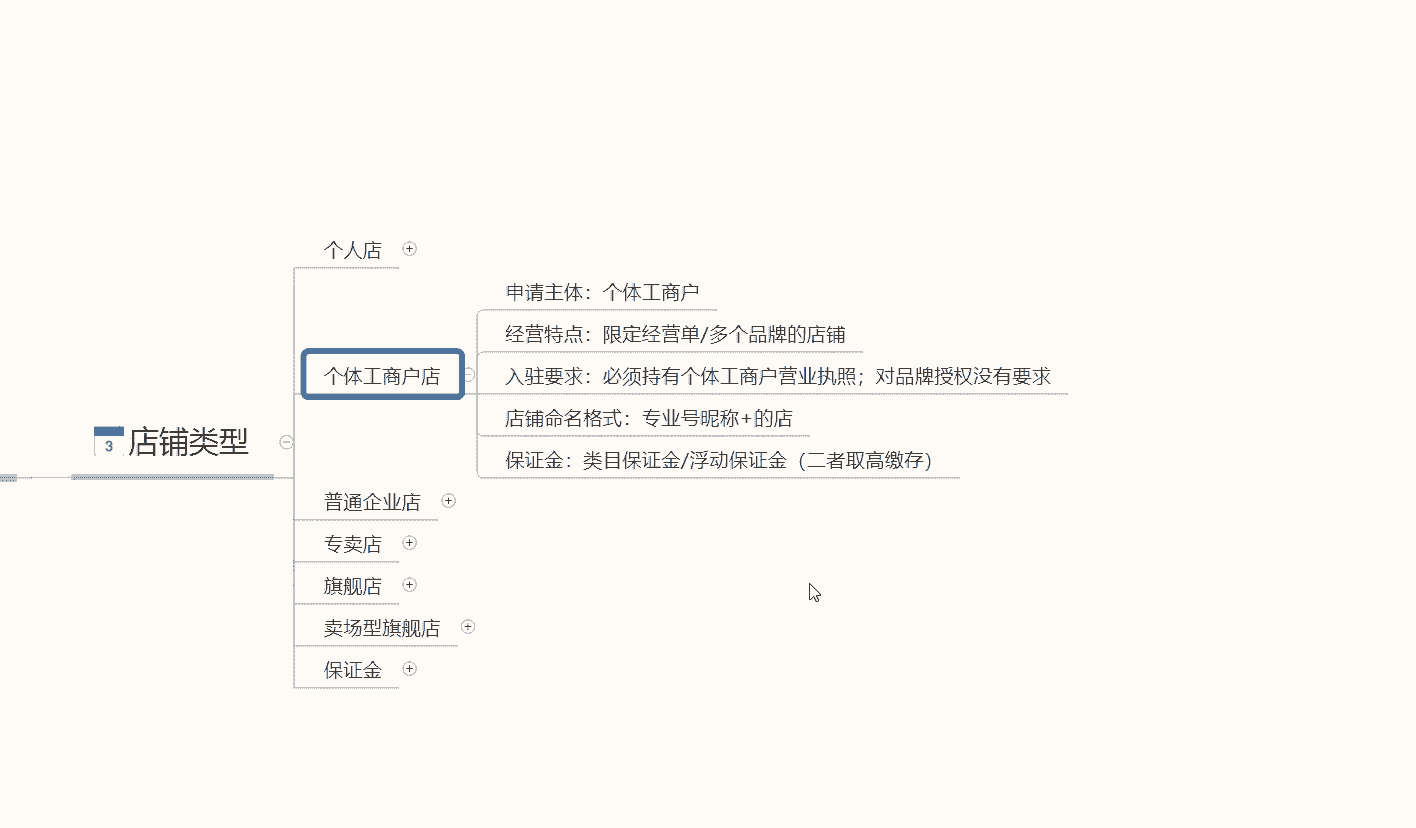 3 店铺类型
个人店
个体工商户店
申请主体：个体工商户
经营特点：限定经营单/多个品牌的店铺
入驻要求：必须持有个体工商户营业执照；对品牌授权没有要求
店铺命名格式：专业号昵称+的店
保证金：类目保证金/浮动保证金（二者取高缴存）
普通企业店
专卖店
旗舰店
卖场型旗舰店
保证金